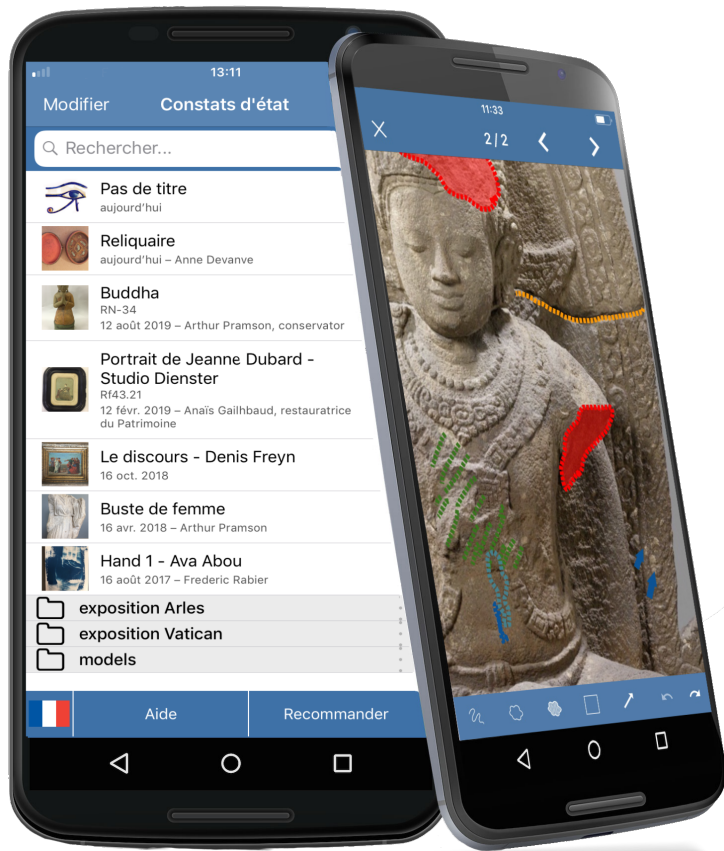 13:11
Modifier
Constats d'état
Rechercher...
Pas de titre
aujourd'hui
Reliquaire
aujourd'hui – Anne Devanve
Buddha
RN-34
12 août 2019 – Arthur Pramson, conservator
Portrait de Jeanne Dubard -
Studio Dienster
Rf43.21
12 févr. 2019 – Anaïs Gailhbaud, restauratrice
du Patrimoine
Le discours - Denis Freyn
16 oct. 2018
Buste de femme
16 avr. 2018 – Arthur Pramson
Hand 1 - Ava Abou
16 août 2017 – Frederic Rabier
exposition Arles
exposition Vatican
models
Aide
Recommander
11:33
2/2